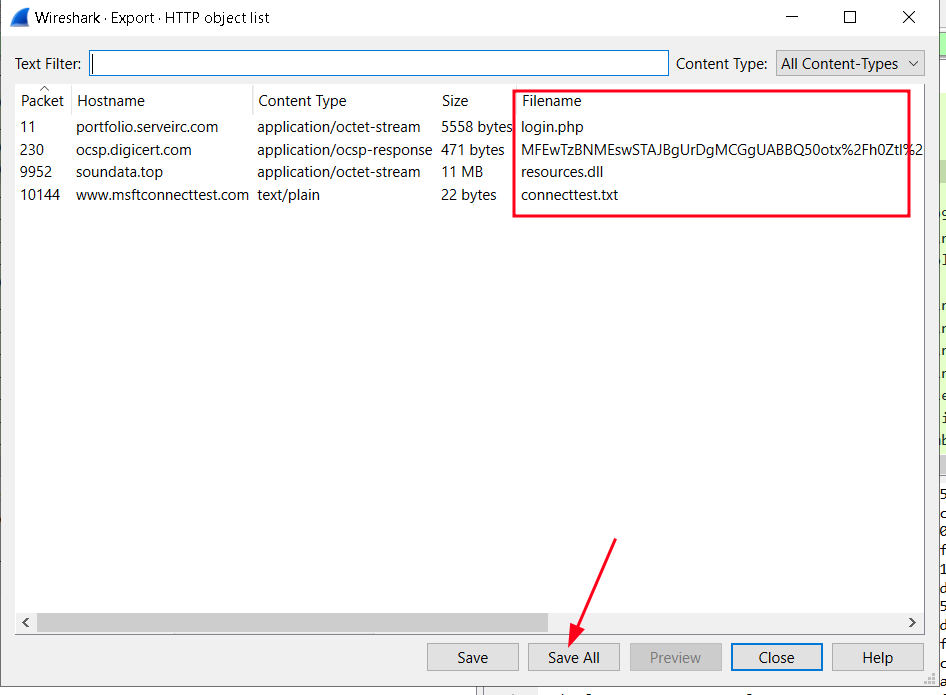 Wireshark · Export · HTTP object list
Text Filter: Content Type: All Content-Types
Packet Hostname Content Type Size Filename
11 portfolio.serveirc.com application/octet-stream 5558 bytes login.php
230 ocsp.digicert.com application/ocsp-response 471 bytes MFEwTzBNMEswSTAJBgUrDgMCGgUABBQ50otx%2Fh0Ztl%2
9952 soundata.top application/octet-stream 11 MB resources.dll
10144 www.msftconnecttest.com text/plain 22 bytes connecttest.txt
Save Save All Preview Close Help